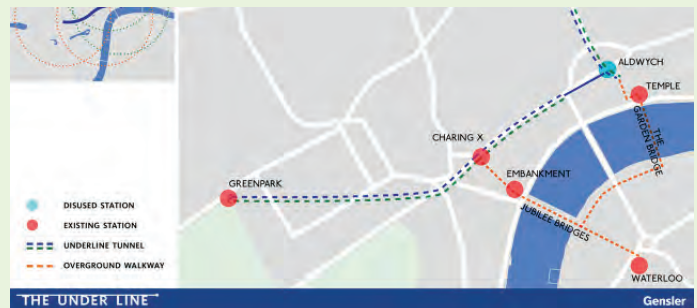 ALDWYCH
TEMPLE
THE
GARDEN BRIDGE
CHARING X
EMBANKMENT
GREENPARK
JUBILEE BRIDGES
WATERLOO
DISUSED STATION
EXISTING STATION
UNDERLINE TUNNEL
OVERGROUND WALKWAY
THE UNDER LINE
Gensler